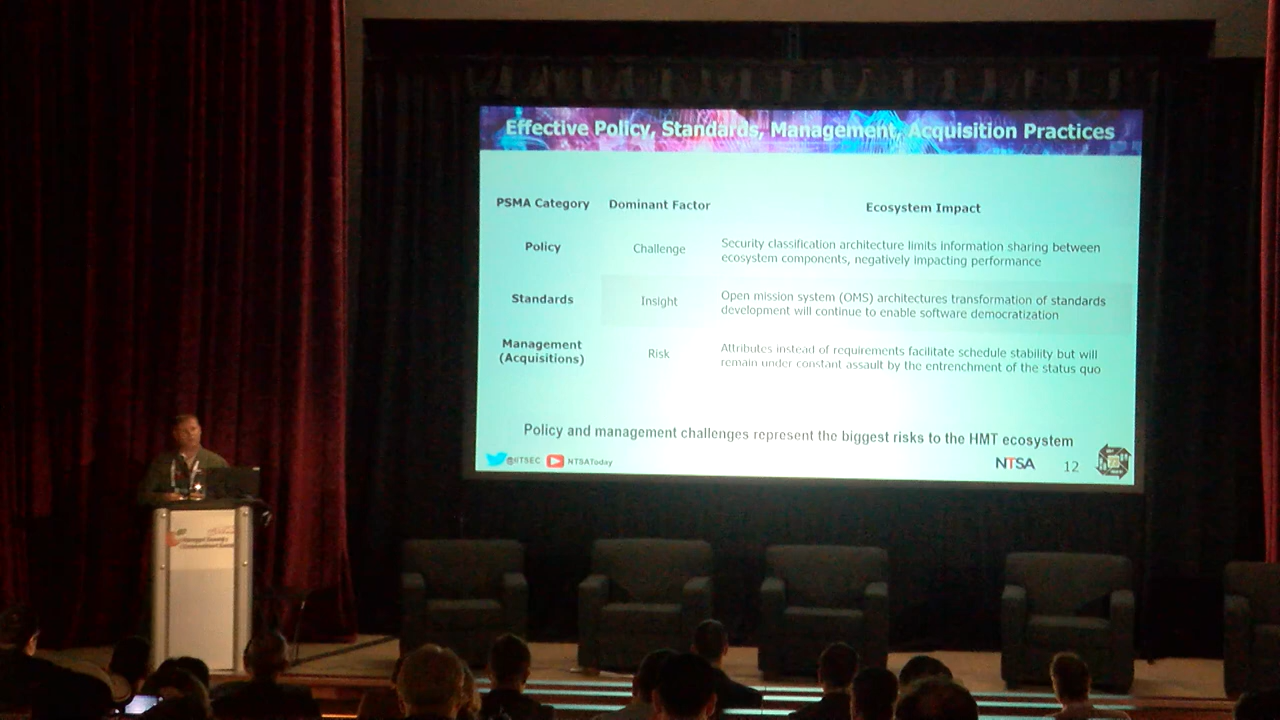 Effective Policy, Standards, Management, Acquisition Practices
PSMA Category Dominant Factor Ecosystem Impact
Policy Challenge Security classification architecture limits information sharing between
ecosystem components, negatively impacting performance
Standards Insight Open mission system (OMS) architectures transformation of standards
development will continue to enable software democratization
Management
(Acquisitions) Risk Attributes instead of requirements facilitate schedule stability but will
remain under constant assault by the entrenchment of the status quo
Policy and management challenges represent the biggest risks to the HMT ecosystem
@IITSEC NTSAToday NTSA 12